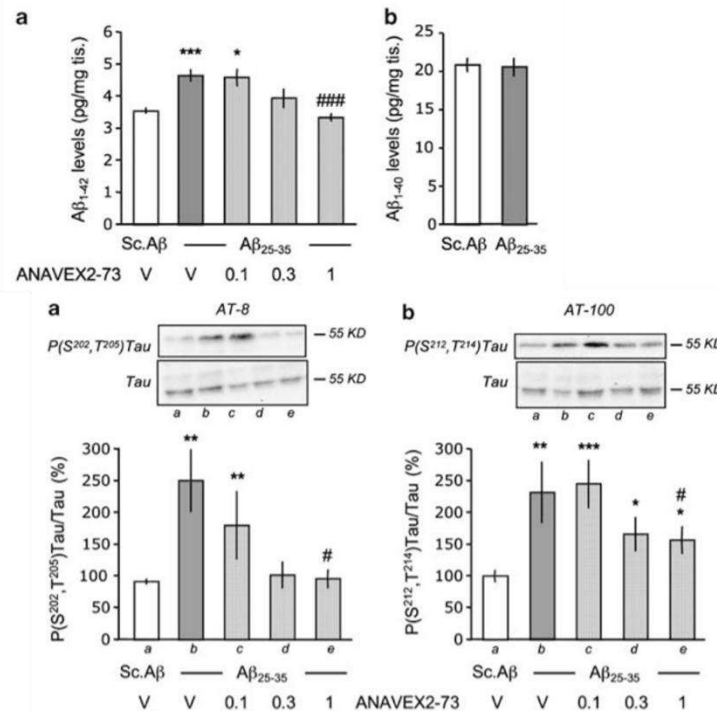 a
Aβ1-42 levels (pg/mg tis.)
6
5
4
3
2
1
0
***
*
###
Sc.Aβ
Aβ25-35
ANAVEX2-73 V V 0.1 0.3 1
b
Aβ1-40 levels (pg/mg tis.)
25
20
15
10
5
0
Sc.Aβ Aβ25-35
a
AT-8
P(S202,T205)Tau
55 KD
Tau
55 KD
a b c d e
P(S202,T205)Tau/Tau (%)
300
250
200
150
100
50
0
**
**
#
a b c d e
Sc.Aβ Aβ25-35
V V 0.1 0.3 1
b
AT-100
P(S212,T214)Tau
55 KD
Tau
55 KD
a b c d e
P(S212,T214)Tau/Tau (%)
300
250
200
150
100
50
0
**
***
*
#
*
a b c d e
Sc.Aβ Aβ25-35
ANAVEX2-73 V V 0.1 0.3 1